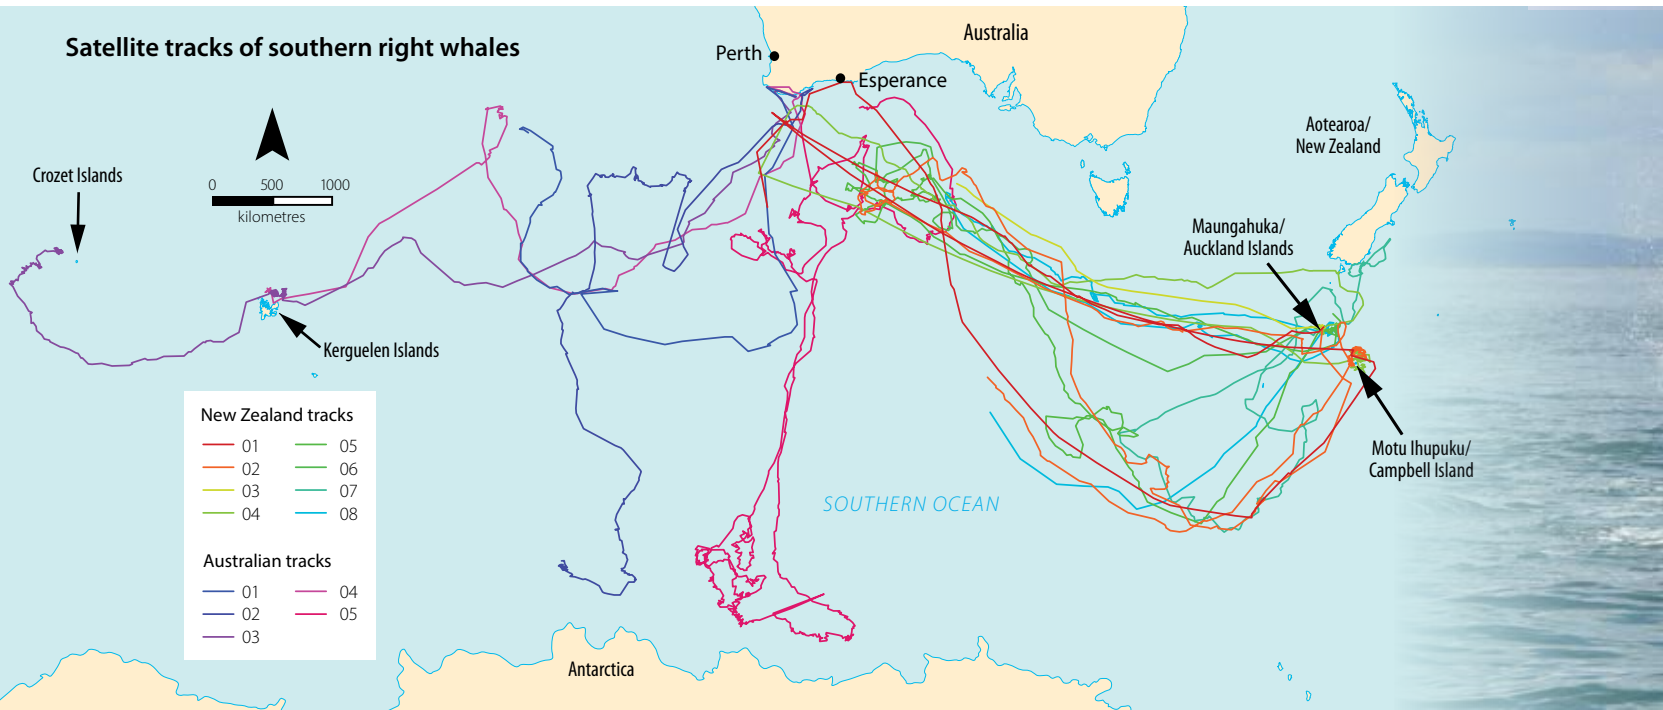 Satellite tracks of southern right whales
Australia
Perth
Esperance
Aotearoa/
New Zealand
Crozet Islands
0 500 1000
kilometres
Maungahuka/
Auckland Islands
Kerguelen Islands
New Zealand tracks
01 05
02 06
03 07
04 08
Motu Ihupuku/
Campbell Island
SOUTHERN OCEAN
Australian tracks
01 04
02 05
03
Antarctica